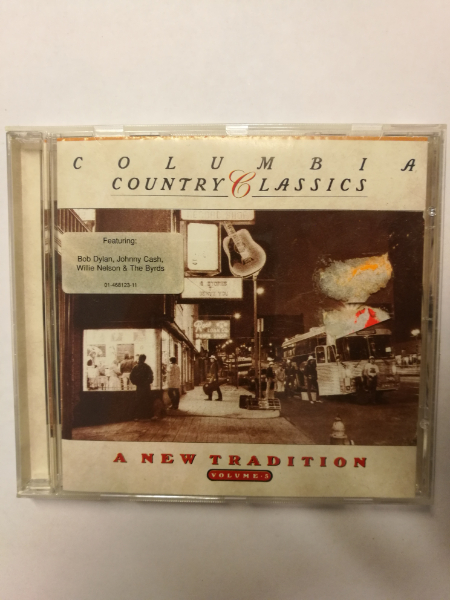 COLUMBIA
COUNTRY CLASSICS
Featuring:
Bob Dylan, Johnny Cash,
Willie Nelson & The Byrds
01-468123-11
A NEW TRADITION
VOLUME·5